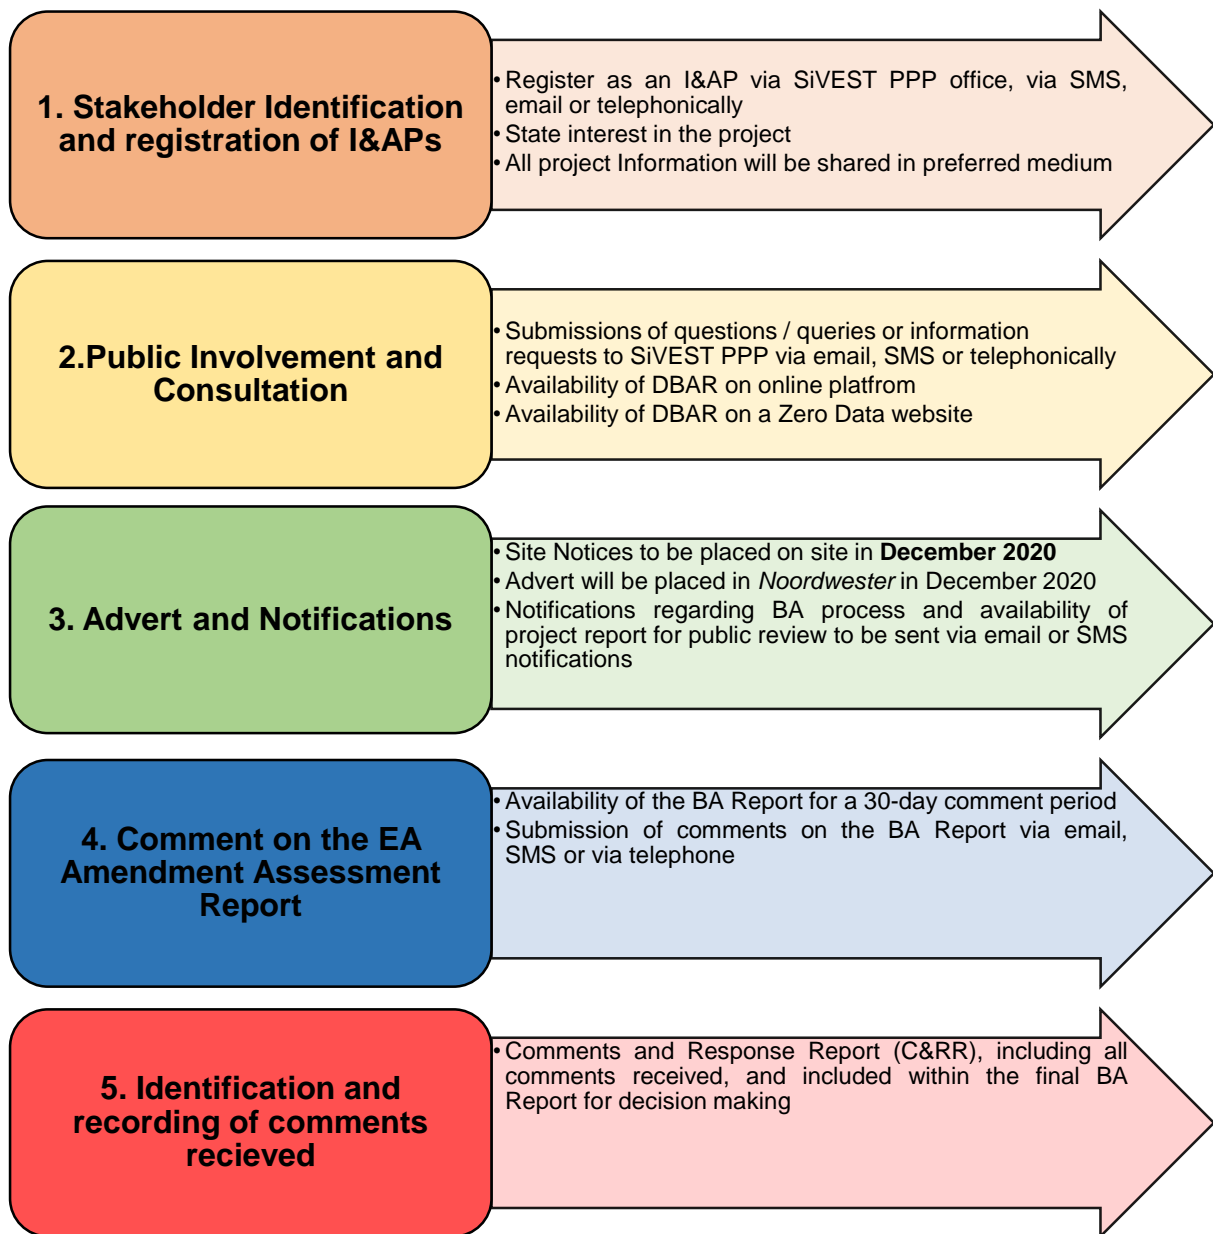 1. Stakeholder Identification
and registration of I&APs
• Register as an I&AP via SiVEST PPP office, via SMS,
email or telephonically
• State interest in the project
• All project Information will be shared in preferred medium
2.Public Involvement and
Consultation
• Submissions of questions / queries or information
requests to SiVEST PPP via email, SMS or telephonically
• Availability of DBAR on online platfrom
• Availability of DBAR on a Zero Data website
3. Advert and Notifications
• Site Notices to be placed on site in December 2020
• Advert will be placed in Noordwester in December 2020
• Notifications regarding BA process and availability of
project report for public review to be sent via email or SMS
notifications
4. Comment on the EA
Amendment Assessment
Report
• Availability of the BA Report for a 30-day comment period
• Submission of comments on the BA Report via email,
SMS or via telephone
5. Identification and
recording of comments
recieved
• Comments and Response Report (C&RR), including all
comments received, and included within the final BA
Report for decision making